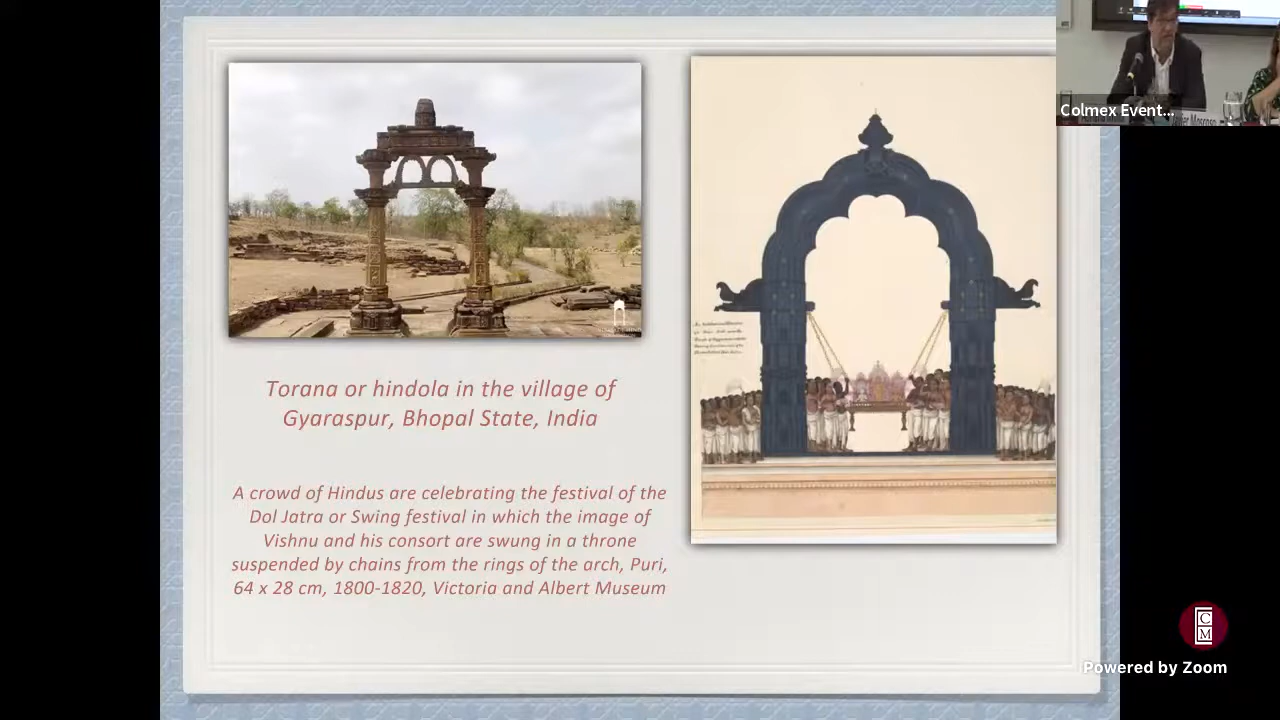 Torana or hindola in the village of
Gyaraspur, Bhopal State, India
A crowd of Hindus are celebrating the festival of the
Dol Jatra or Swing festival in which the image of
Vishnu and his consort are swung in a throne
suspended by chains from the rings of the arch, Puri,
64 x 28 cm, 1800-1820, Victoria and Albert Museum
Colmex Event...
C
M
Powered by Zoom